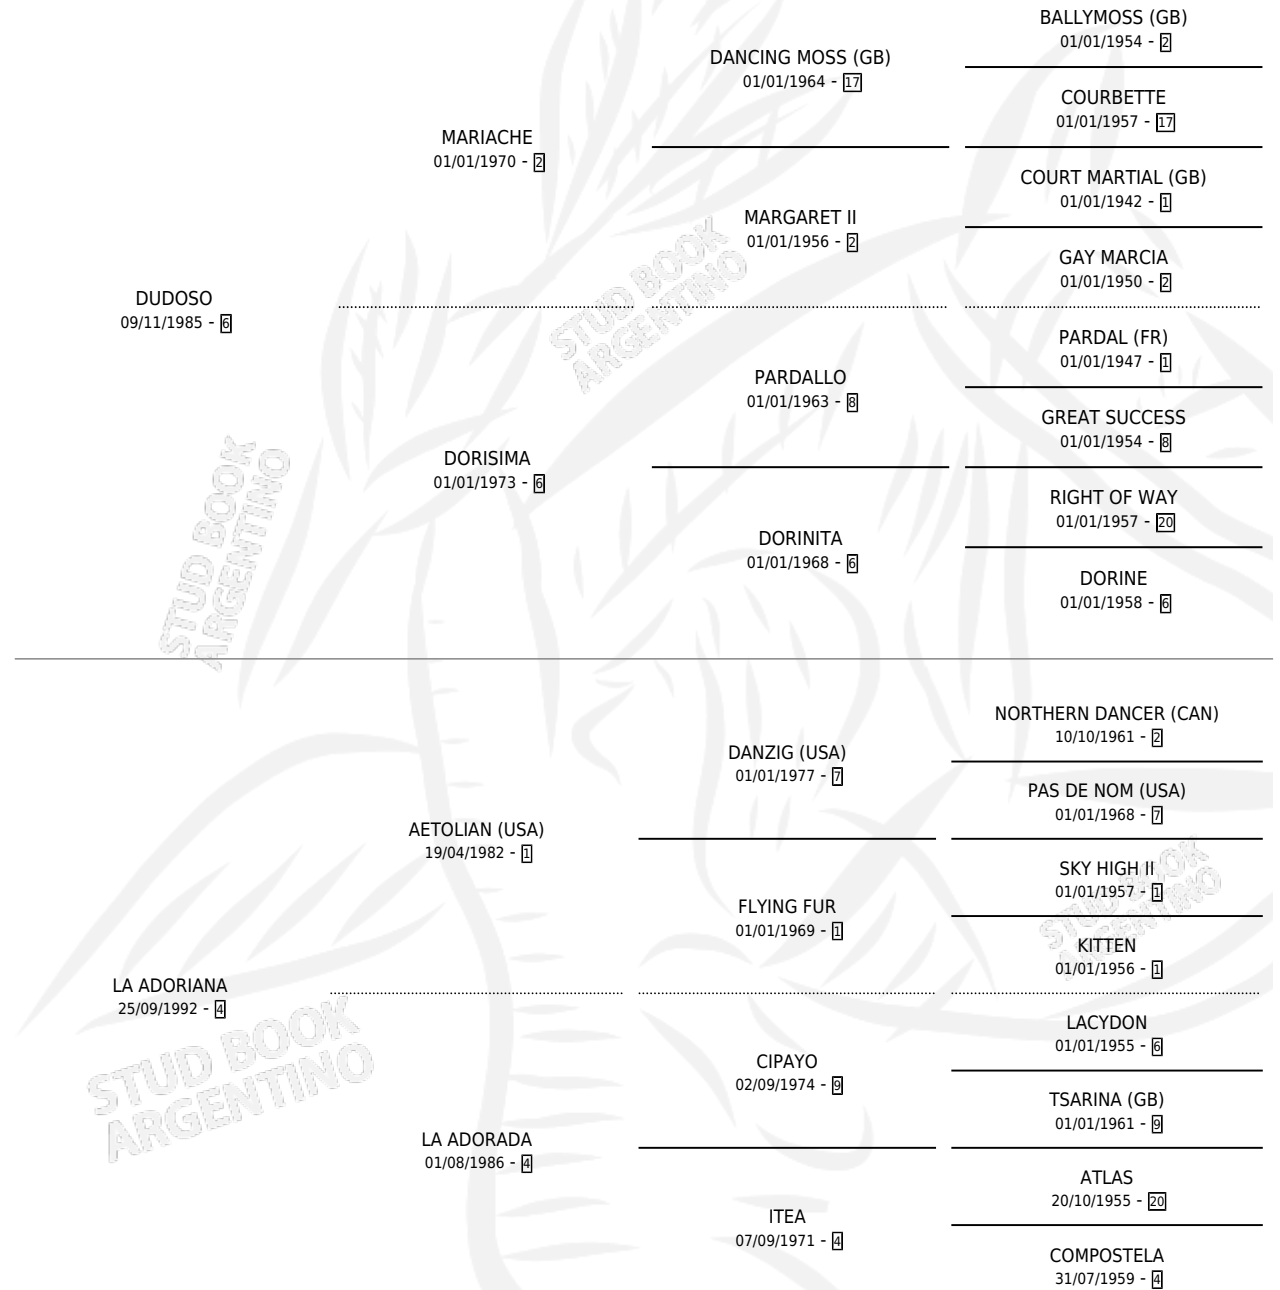 BALLYMOSS (GB)
01/01/1954 - 2
DANCING MOSS (GB)
01/01/1964 - 17
COURBETTE
01/01/1957 - 17
MARIACHE
01/01/1970 - 2
COURT MARTIAL (GB)
01/01/1942 - 1
MARGARET II
01/01/1956 - 2
GAY MARCIA
01/01/1950 - 2
DUDOSO
09/11/1985 - 6
PARDAL (FR)
01/01/1947 - 1
PARDALLO
01/01/1963 - 8
GREAT SUCCESS
01/01/1954 - 8
DORISIMA
01/01/1973 - 6
RIGHT OF WAY
01/01/1957 - 20
DORINITA
01/01/1968 - 6
DORINE
01/01/1958 - 6
NORTHERN DANCER (CAN)
10/10/1961 - 2
DANZIG (USA)
01/01/1977 - 7
PAS DE NOM (USA)
01/01/1968 - 7
AETOLIAN (USA)
19/04/1982 - 1
SKY HIGH II
01/01/1957 - 1
FLYING FUR
01/01/1969 - 1
KITTEN
01/01/1956 - 1
LA ADORIANA
25/09/1992 - 4
LACYDON
01/01/1955 - 6
CIPAYO
02/09/1974 - 9
TSARINA (GB)
01/01/1961 - 9
LA ADORADA
01/08/1986 - 4
ATLAS
20/10/1955 - 20
ITEA
07/09/1971 - 4
COMPOSTELA
31/07/1959 - 4
STUD BOOK
ARGENTINO
STUD BOOK
ARGENTINO
STUD BOOK
ARGENTINO
STUD BOOK
ARGENTINO